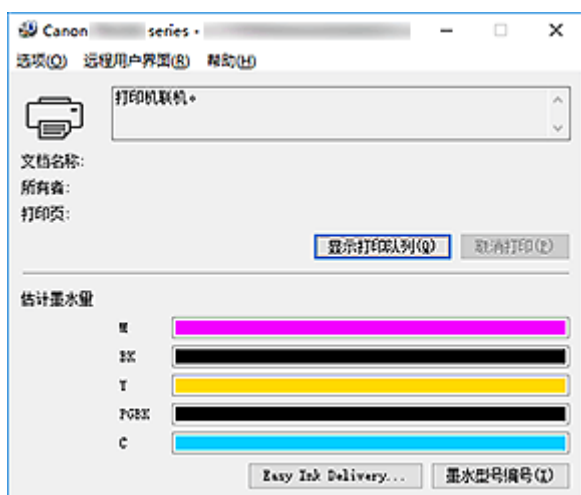 Canon series -
选项(O) 远程用户界面(R) 帮助(H)
打印机联机。
文档名称:
所有者:
打印页:
显示打印队列(Q) 取消打印(P)
估计墨水量
M
BK
Y
PGBK
C
Easy Ink Delivery... 墨水型号编号(I)